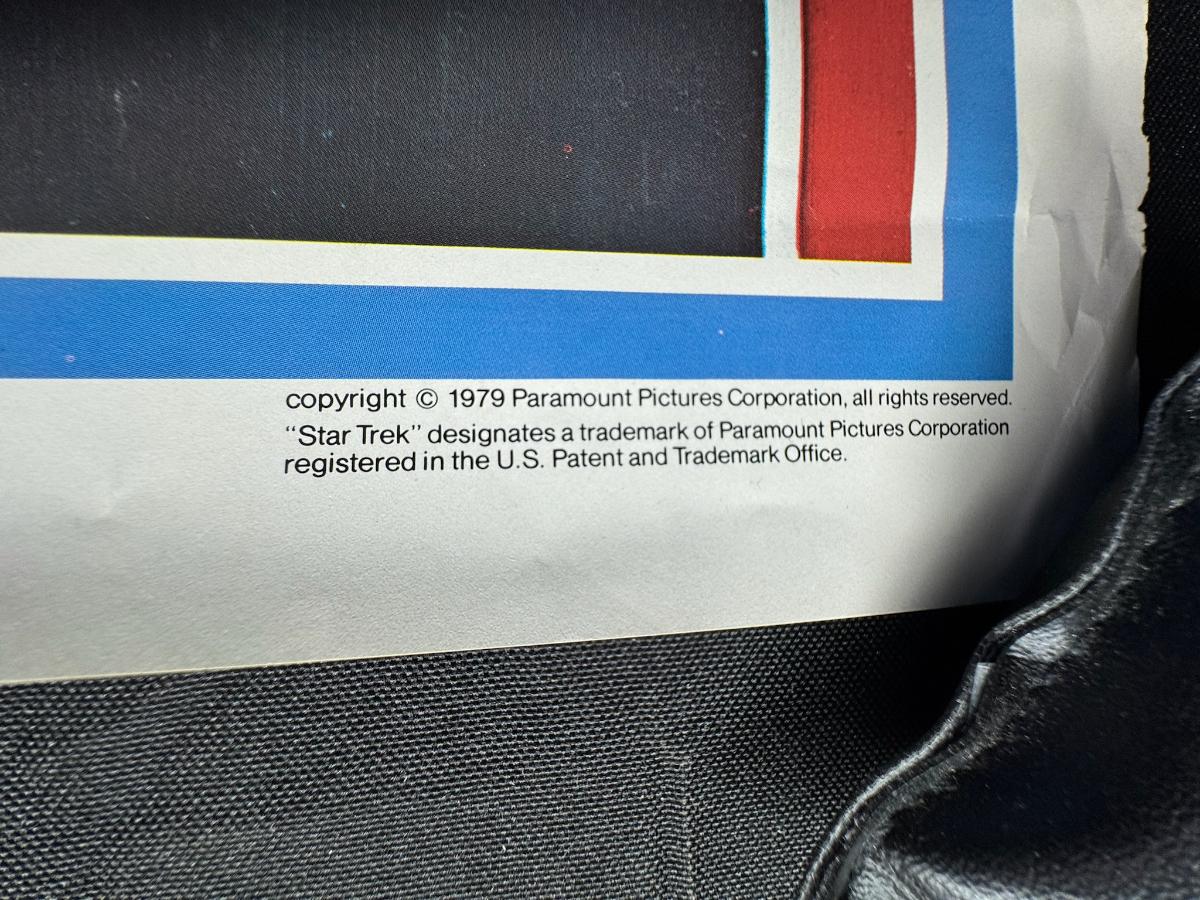 copyright © 1979 Paramount Pictures Corporation, all rights reserved.
“Star Trek” designates a trademark of Paramount Pictures Corporation
registered in the U.S. Patent and Trademark Office.